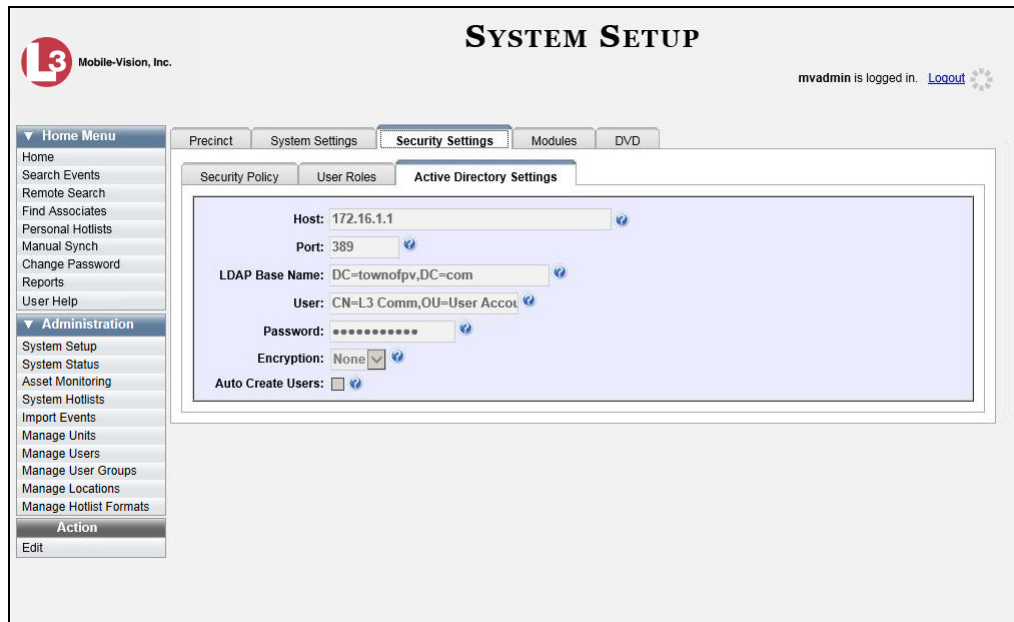 SYSTEM SETUP
L3
Mobile-Vision, Inc.
mvadmin is logged in. Logout
Home Menu
Home
Search Events
Remote Search
Find Associates
Personal Hotlists
Manual Synch
Change Password
Reports
User Help
Administration
System Setup
System Status
Asset Monitoring
System Hotlists
Import Events
Manage Units
Manage Users
Manage User Groups
Manage Locations
Manage Hotlist Formats
Action
Edit
Precinct System Settings Security Settings Modules DVD
Security Policy User Roles Active Directory Settings
Host: 172.16.1.1 ?
Port: 389 ?
LDAP Base Name: DC=townofpv,DC=com ?
User: CN=L3 Comm,OU=User Accou ?
Password: ●●●●●●●●●●● ?
Encryption: None ?
Auto Create Users: ?